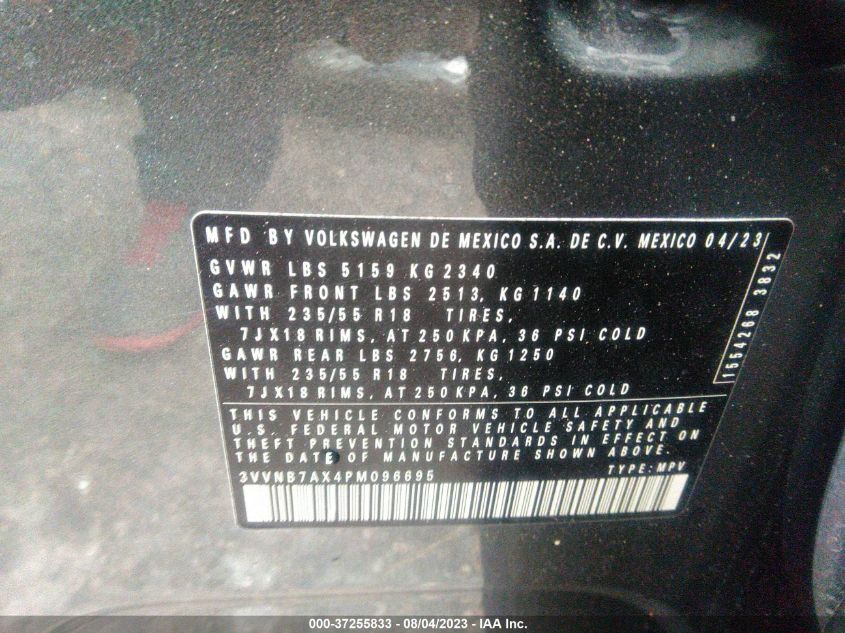 MFD BY VOLKSWAGEN DE MEXICO S.A. DE C.V. MEXICO 04/23
GVWR LBS 5159 KG 2340
GAWR FRONT LBS 2513, KG 1140
WITH 235/55 R18 TIRES,
7JX18 RIMS, AT 250 KPA, 36 PSI COLD
GAWR REAR LBS 2756, KG 1250
WITH 235/55 R18 TIRES,
7JX18 RIMS, AT 250 KPA, 36 PSI COLD
1554268 3832
THIS VEHICLE CONFORMS TO ALL APPLICABLE
U.S. FEDERAL MOTOR VEHICLE SAFETY AND
THEFT PREVENTION STANDARDS IN EFFECT ON
THE DATE OF MANUFACTURE SHOWN ABOVE.
3VVNB7AX4PM096695 TYPE: MPV
000-37255833 - 08/04/2023 - IAA Inc.